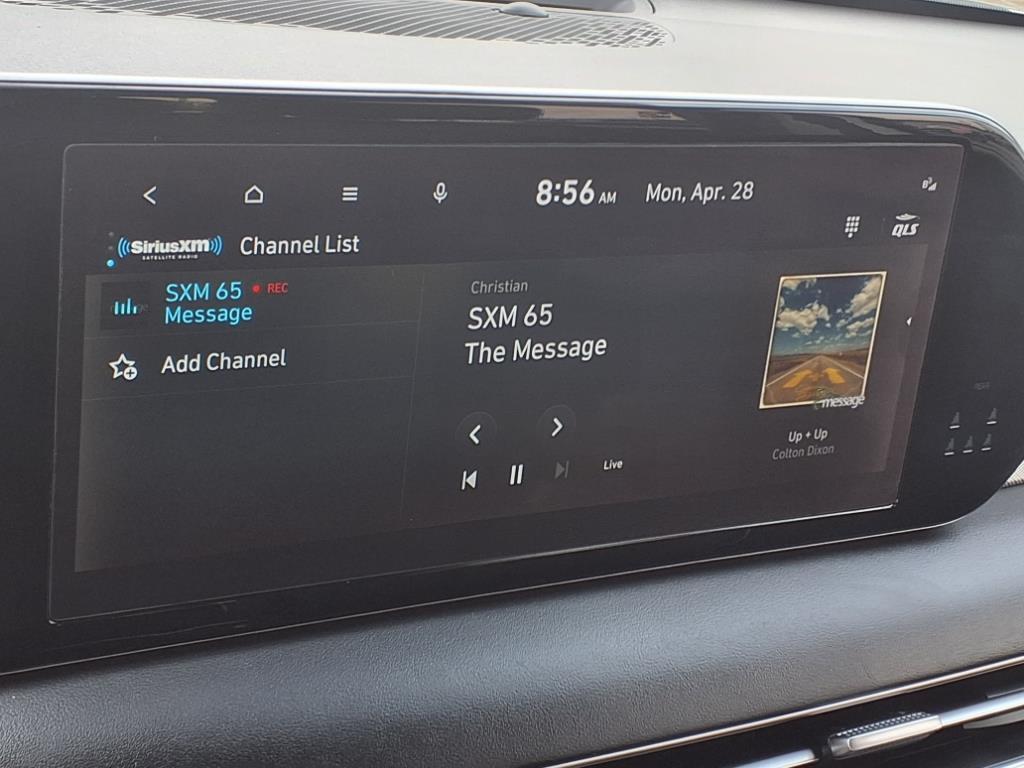 8:56 AM Mon, Apr. 28
SiriusXM Channel List
SATELLITE RADIO
QLS
SXM 65 REC
Message
Add Channel
Christian
SXM 65
The Message
message
Live
Up + Up
Colton Dixon